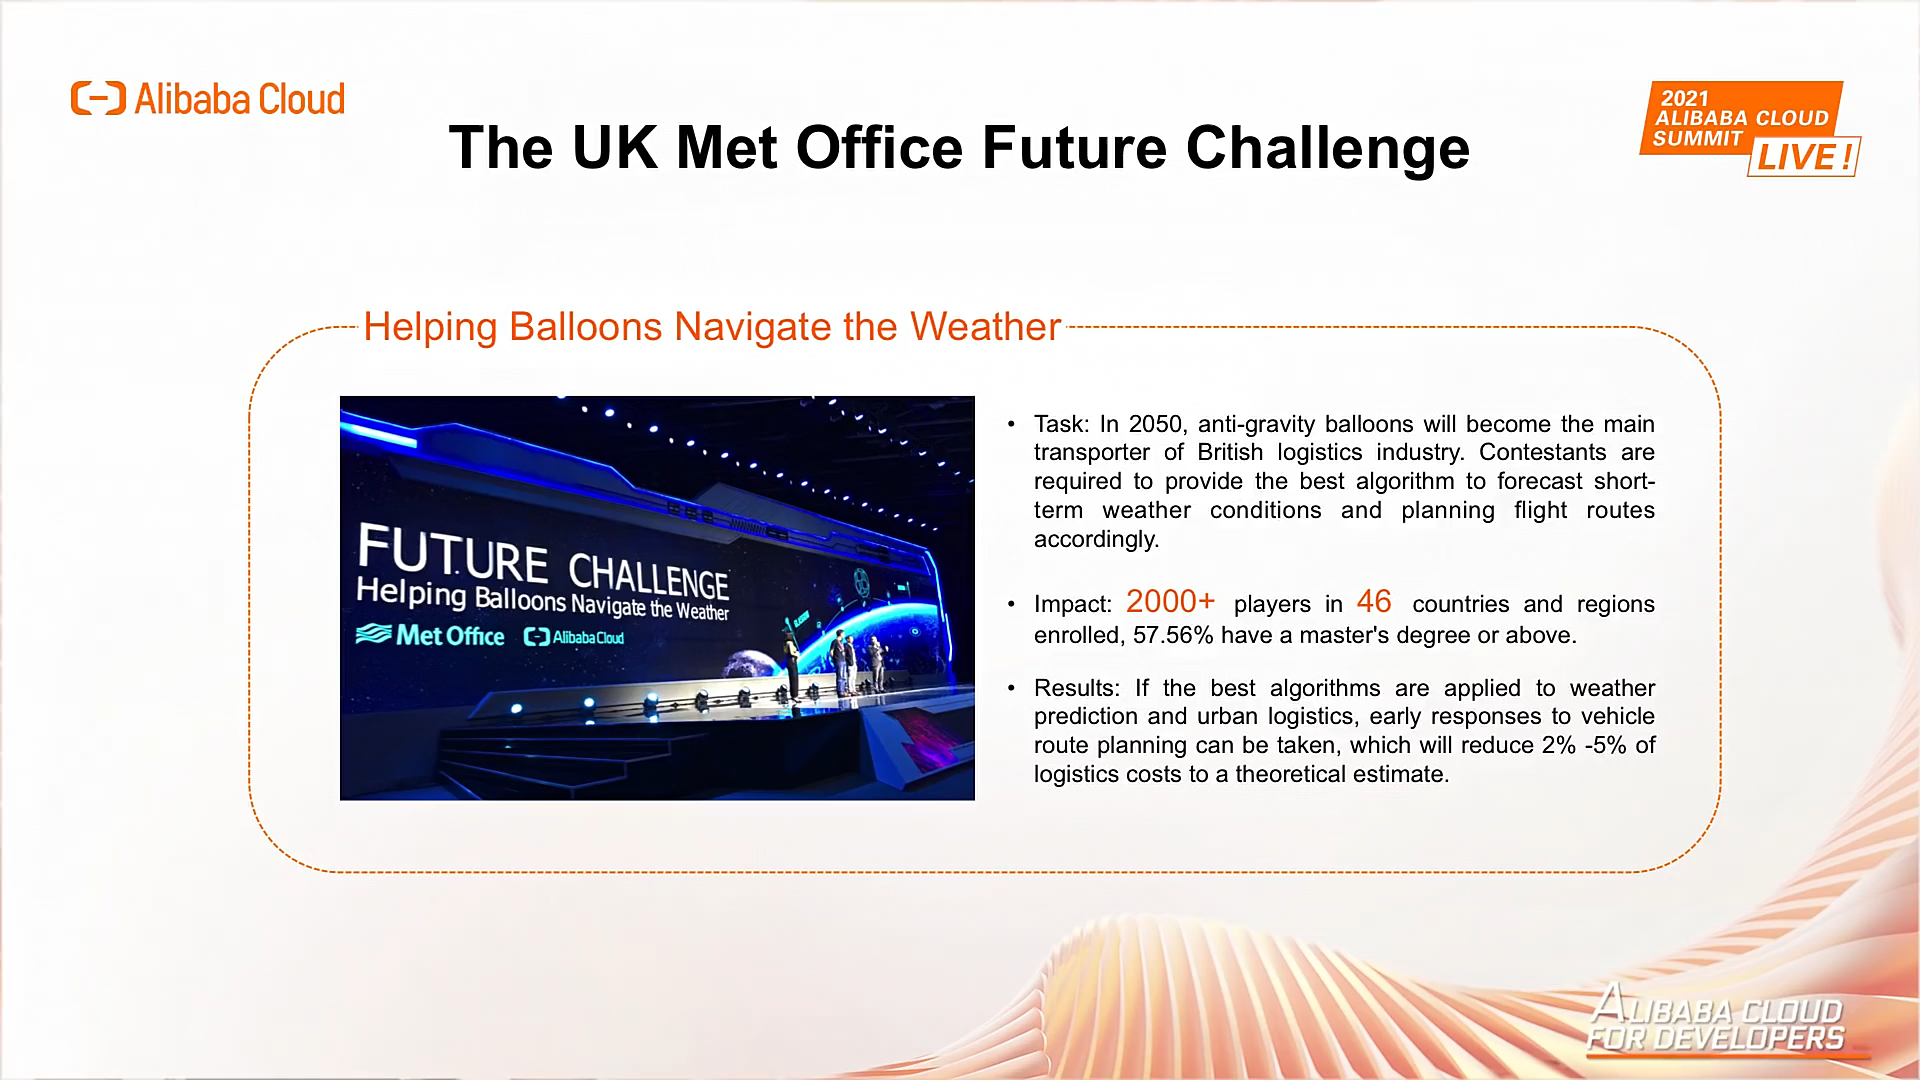 Alibaba Cloud
2021
ALIBABA CLOUD
SUMMIT
LIVE!
The UK Met Office Future Challenge
Helping Balloons Navigate the Weather
FUTURE CHALLENGE
Helping Balloons Navigate the Weather
Met Office Alibaba Cloud
• Task: In 2050, anti-gravity balloons will become the main
transporter of British logistics industry. Contestants are
required to provide the best algorithm to forecast short-
term weather conditions and planning flight routes
accordingly.
• Impact: 2000+ players in 46 countries and regions
enrolled, 57.56% have a master's degree or above.
• Results: If the best algorithms are applied to weather
prediction and urban logistics, early responses to vehicle
route planning can be taken, which will reduce 2% -5% of
logistics costs to a theoretical estimate.
ALIBABA CLOUD
FOR DEVELOPERS